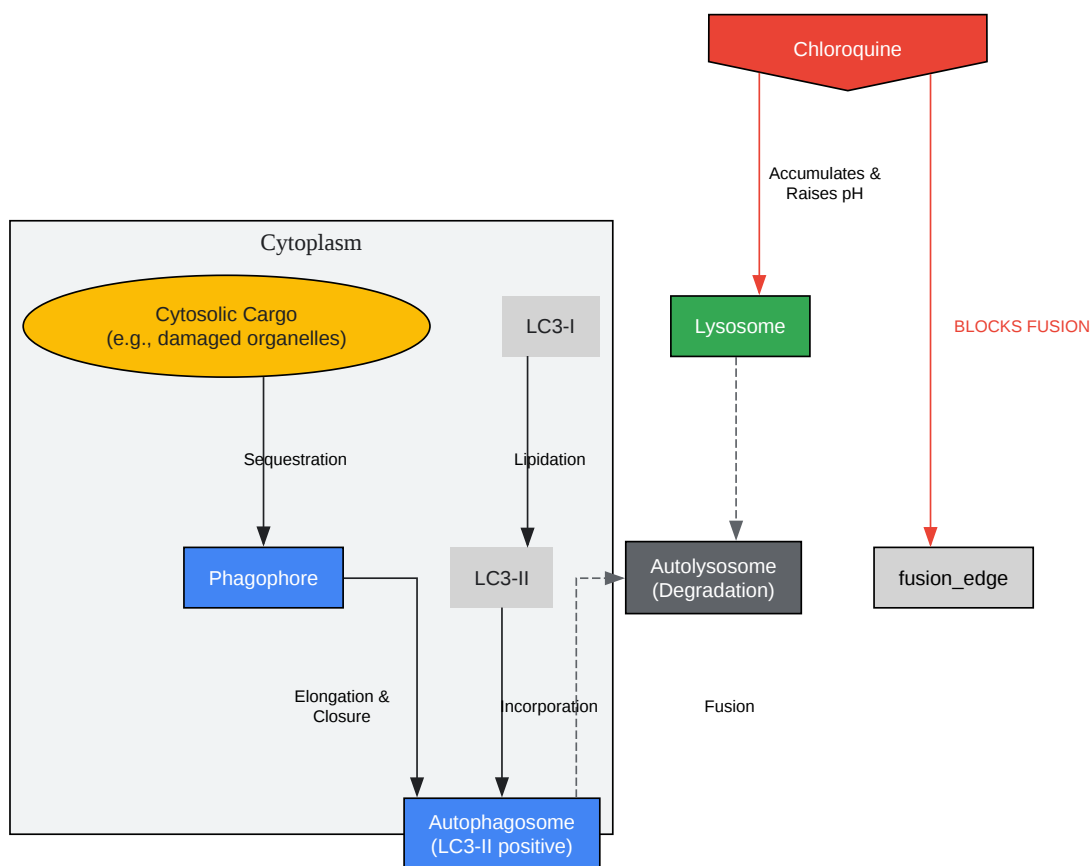 Chloroquine
Accumulates &
Raises pH
Cytoplasm
Cytosolic Cargo
(e.g., damaged organelles)
LC3-I
Lysosome
BLOCKS FUSION
Sequestration
Lipidation
Phagophore
LC3-II
Autolysosome
(Degradation)
fusion_edge
Elongation &
Closure
Incorporation
Fusion
Autophagosome
(LC3-II positive)